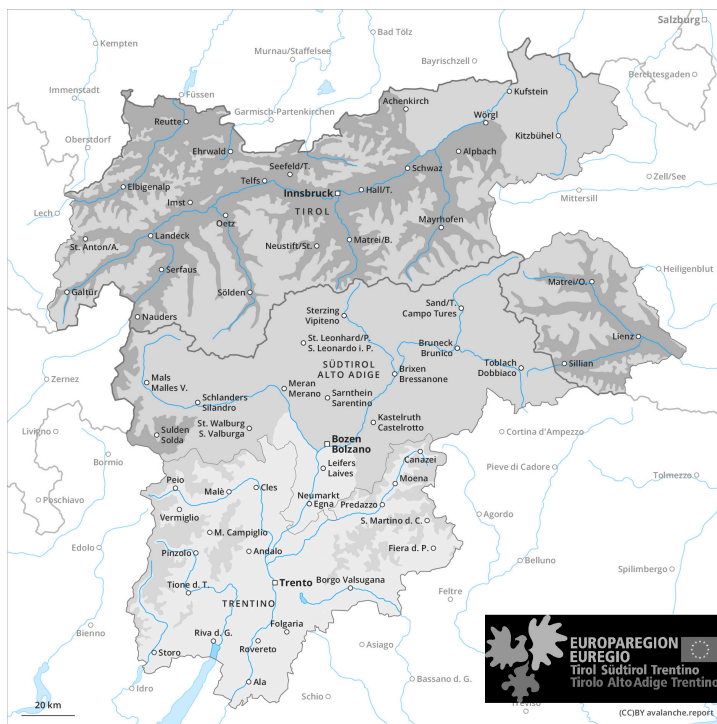 Salzburg
Kempten
Bad Tölz
Murnau/Staffelsee
Bayrischzell
Berchtesgaden
Immenstadt
Füssen
Achenkirch
Kufstein
Garmisch-Partenkirchen
Reutte
Wörgl
Oberstdorf
Ehrwald
Kitzbühel
Alpbach
Seefeld/T.
Schwaz
Zell/See
Telfs
Elbigenalp
Innsbruck
Hall/T.
Mittersill
Imst
TIROL
Lech
Oetz
Mayrhofen
Landeck
St. Anton/A.
Neustift/St.
Matrei/B.
Serfaus
Heiligenblut
Matrei/O.
Galtür
Sölden
Sand/T.
Campo Tures
Nauders
Sterzing
Vipiteno
Lienz
St. Leonhard/P.
S. Leonardo i. P.
Bruneck
Brunico
Toblach
Dobbiaco
Sillian
SÜDTIROL
ALTO ADIGE
Brixen
Bressanone
Zernez
Mals
Malles V.
Meran
Merano
Sarnthein
Sarentino
Schlanders
Silandro
Kastelruth
Castelrotto
St. Walburg
S. Valburga
Livigno
Sulden
Solda
Bozen
Bolzano
Cortina d'Ampezzo
Canazei
Bormio
Leifers
Laives
Pieve di Cadore
Tolmezzo
Peio
Malè
Cles
Moena
Poschiavo
Neumarkt
Egna
Predazzo
Vermiglio
Agordo
S. Martino d. C.
M. Campiglio
Edolo
Pinzolo
Andalo
Fiera d. P.
Belluno
Spilimbergo
Trento
Borgo Valsugana
Tione d. T.
Feltre
TRENTINO
Folgaria
Bienno
Riva d. G.
Rovereto
Asiago
Storo
EUROPAREGION
EUREGIO
Tirol Südtirol Trentino
Tirolo Alto Adige Trentino
Ala
Idro
Bassano d. G.
Schio
Treviso
20 km
(CC)BY avalanche.report